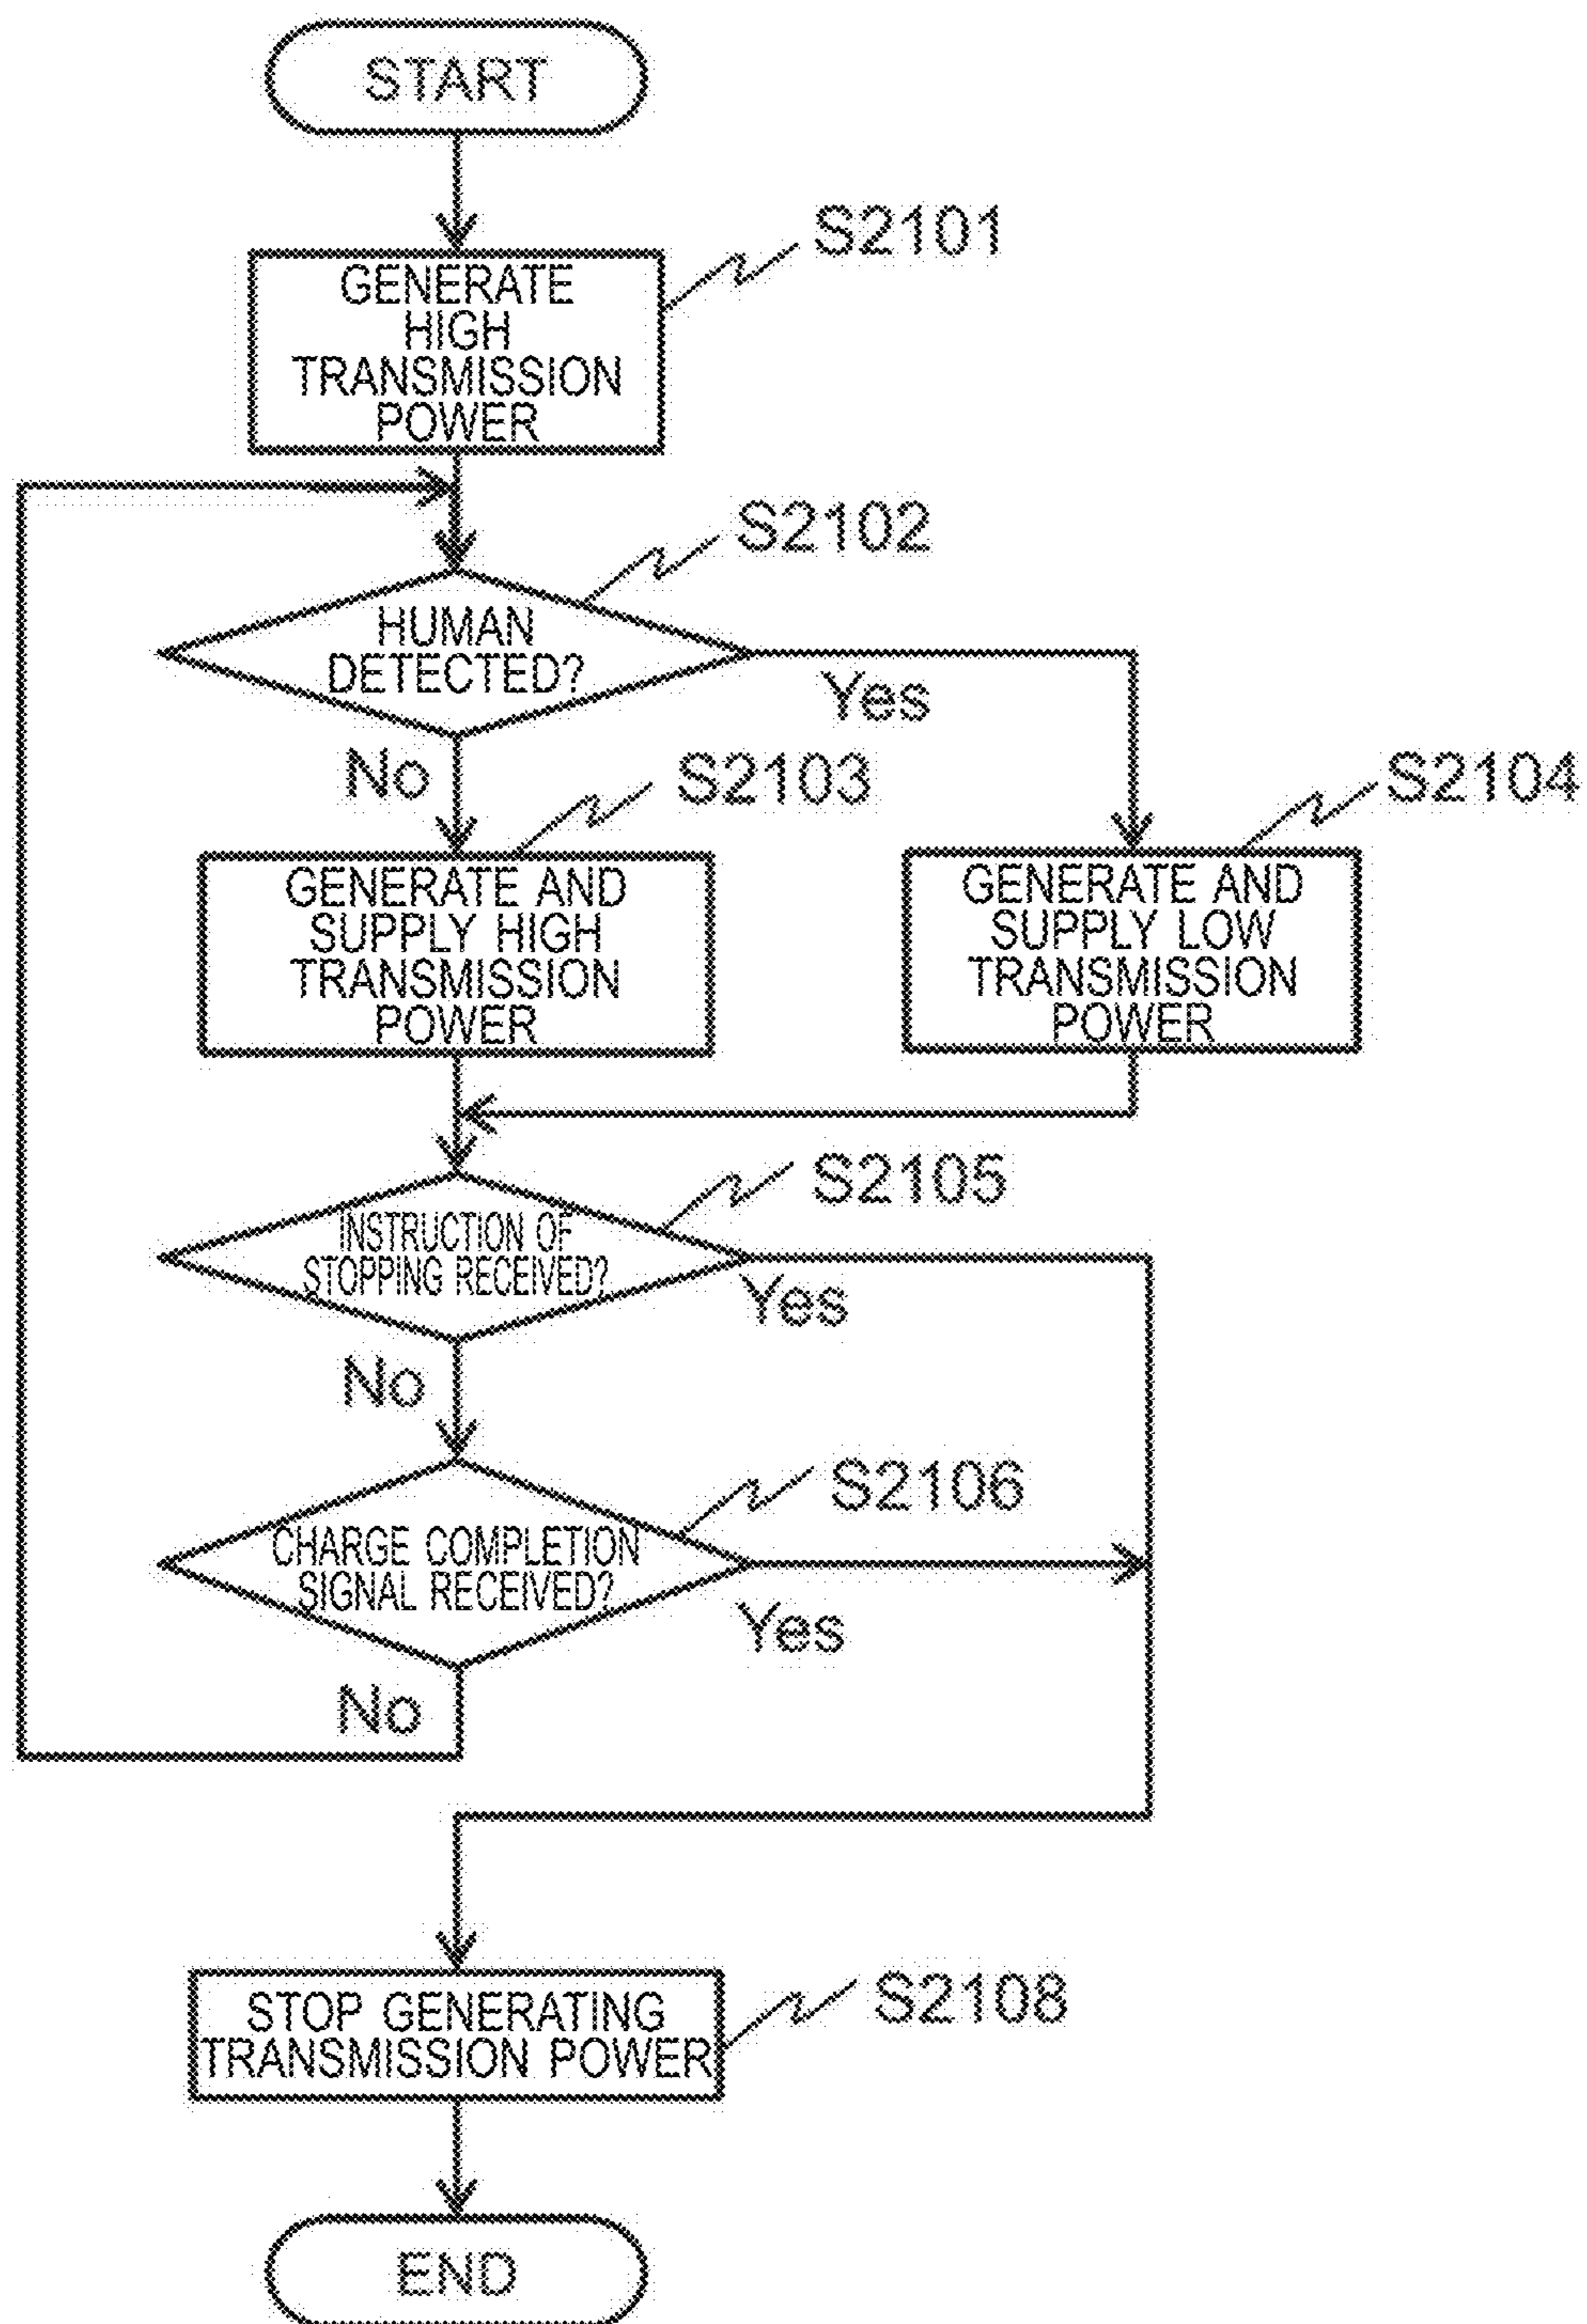 START
S2101
GENERATE
HIGH
TRANSMISSION
POWER
S2102
HUMAN
DETECTED?
Yes
No
S2103
S2104
GENERATE AND
SUPPLY HIGH
TRANSMISSION
POWER
GENERATE AND
SUPPLY LOW
TRANSMISSION
POWER
S2105
INSTRUCTION OF
STOPPING RECEIVED?
Yes
No
S2106
CHARGE COMPLETION
SIGNAL RECEIVED?
Yes
No
S2108
STOP GENERATING
TRANSMISSION POWER
END